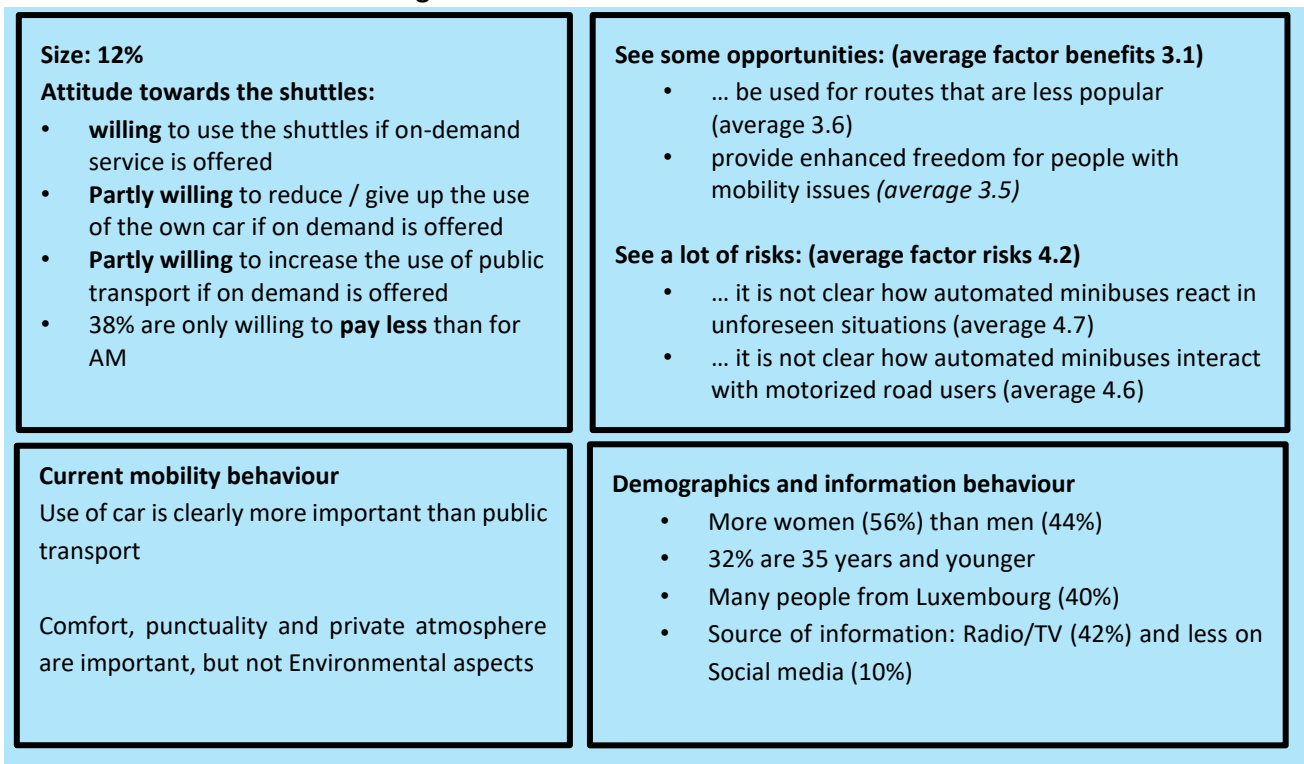 Size: 12%
Attitude towards the shuttles:
• willing to use the shuttles if on-demand
service is offered
• Partly willing to reduce / give up the use
of the own car if on demand is offered
• Partly willing to increase the use of public
transport if on demand is offered
• 38% are only willing to pay less than for
AM
See some opportunities: (average factor benefits 3.1)
• … be used for routes that are less popular
(average 3.6)
• provide enhanced freedom for people with
mobility issues (average 3.5)
See a lot of risks: (average factor risks 4.2)
• … it is not clear how automated minibuses react in
unforeseen situations (average 4.7)
• … it is not clear how automated minibuses interact
with motorized road users (average 4.6)
Current mobility behaviour
Use of car is clearly more important than public
transport
Comfort, punctuality and private atmosphere
are important, but not Environmental aspects
Demographics and information behaviour
• More women (56%) than men (44%)
• 32% are 35 years and younger
• Many people from Luxembourg (40%)
• Source of information: Radio/TV (42%) and less on
Social media (10%)